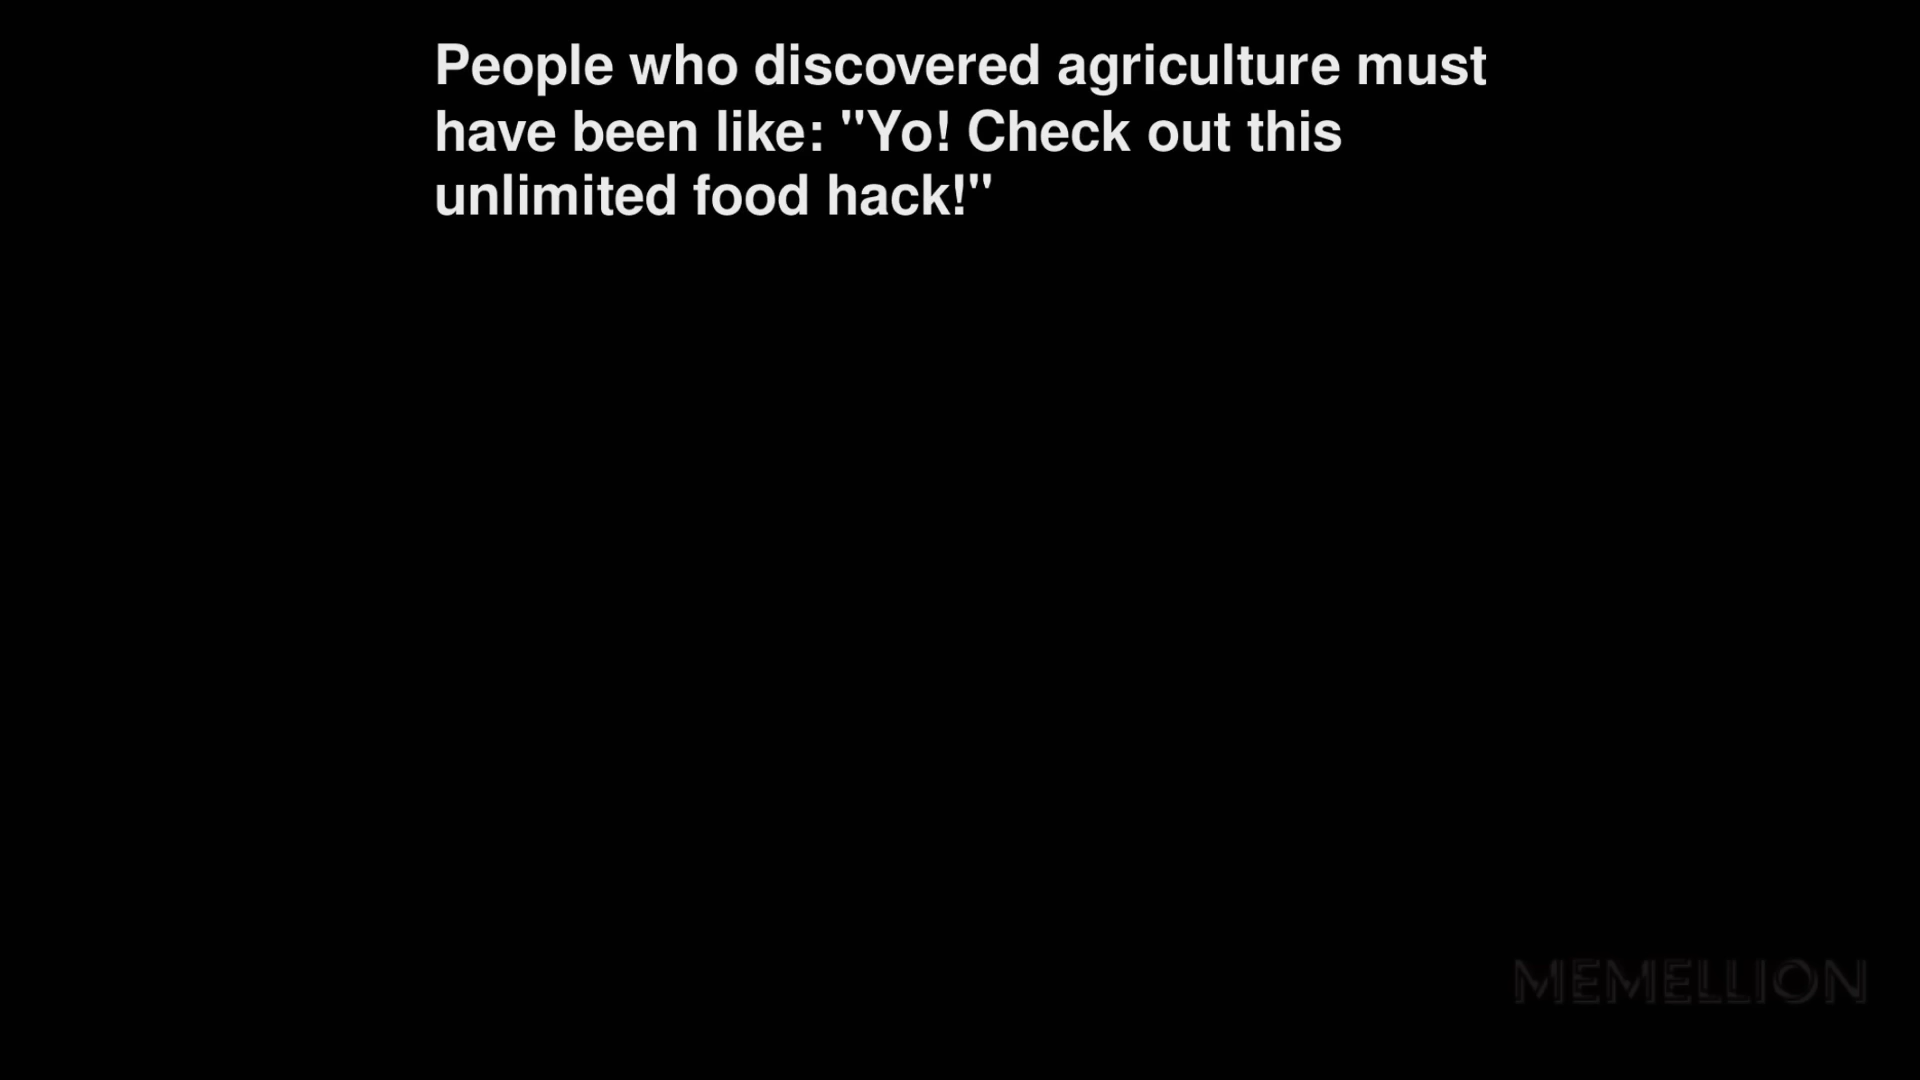 People who discovered agriculture must
have been like: "Yo! Check out this
unlimited food hack!"
MEMELLION